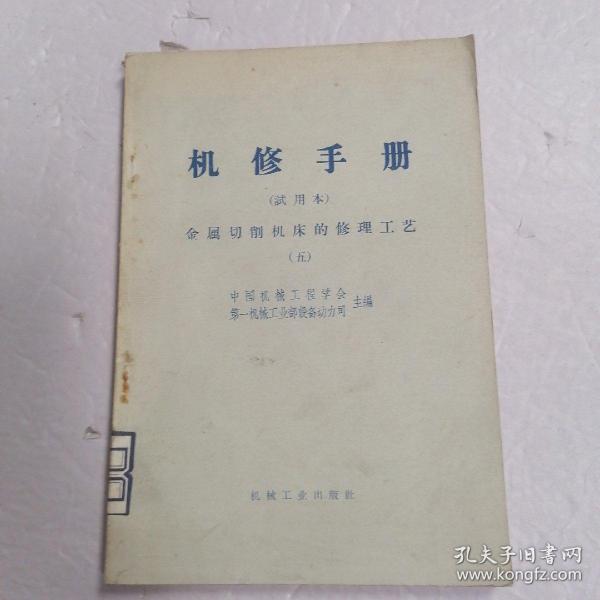 机修手册
(試用本)
金属切削机床的修理工艺
(五)
中国机械工程学会
第一机械工业部设备动力司 主编
机械工业出版社
孔夫子旧书网
www.kongfz.com